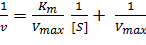 1/v = K_m/V_max 1/[S] + 1/V_max